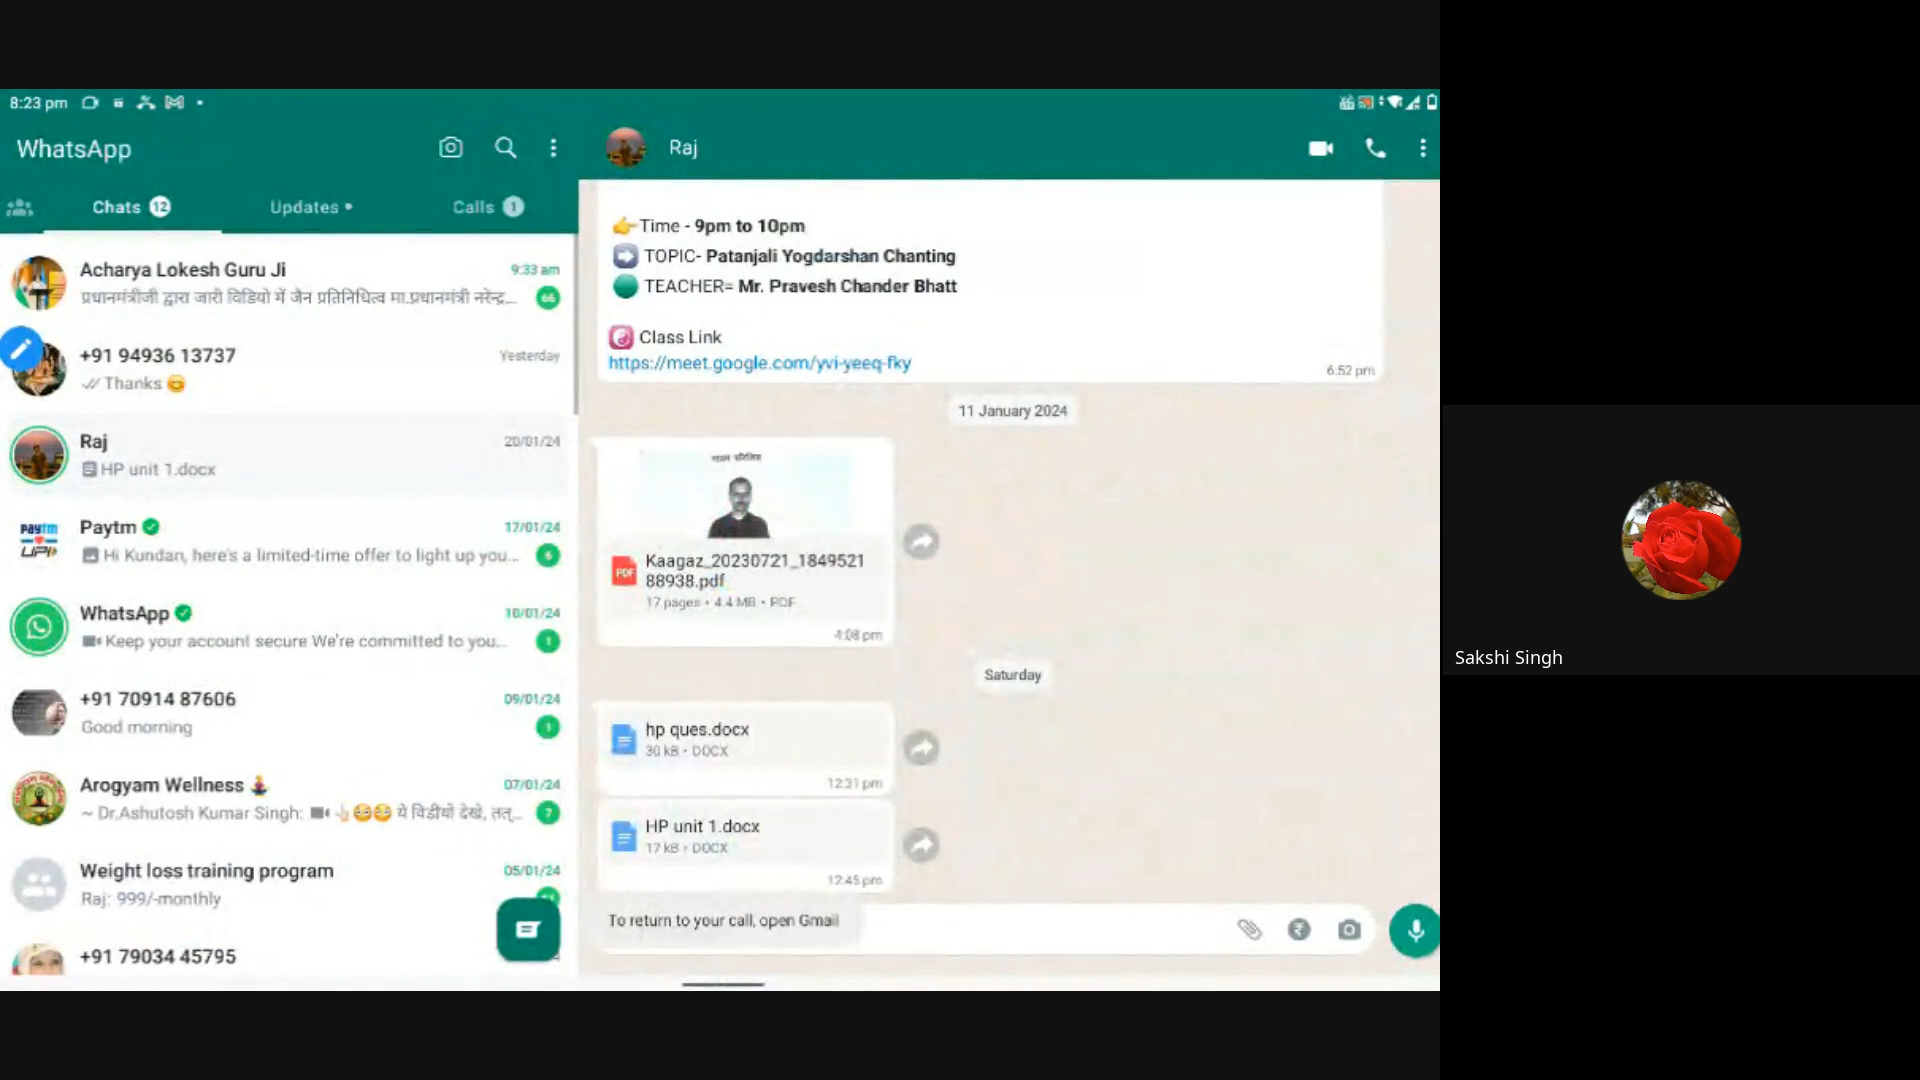 8:23 pm
WhatsApp
Chats 12
Updates
Calls 1
Acharya Lokesh Guru Ji
9:33 am
प्रधानमंत्रीजी द्वारा जारी विडियो में जैन प्रतिनिधित्व मा.प्रधानमंत्री नरेन्द्र...
66
+91 94936 13737
Yesterday
Thanks 😊
Raj
20/01/24
HP unit 1.docx
Paytm
17/01/24
Hi Kundan, here's a limited-time offer to light up you...
6
WhatsApp
10/01/24
Keep your account secure We're committed to you...
1
+91 70914 87606
09/01/24
Good morning
1
Arogyam Wellness
07/01/24
~ Dr.Ashutosh Kumar Singh: ये विडीयों देखे, तत्...
7
Weight loss training program
05/01/24
Raj: 999/-monthly
+91 79034 45795
Raj
👉Time - 9pm to 10pm
➡ TOPIC- Patanjali Yogdarshan Chanting
TEACHER= Mr. Pravesh Chander Bhatt
Class Link
https://meet.google.com/yvi-yeeq-fky
6:52 pm
11 January 2024
PDF
Kaagaz_20230721_1849521
88938.pdf
17 pages • 4.4 MB • PDF
4:08 pm
Saturday
hp ques.docx
30 kB • DOCX
12:31 pm
HP unit 1.docx
17 kB • DOCX
12:45 pm
To return to your call, open Gmail
Sakshi Singh